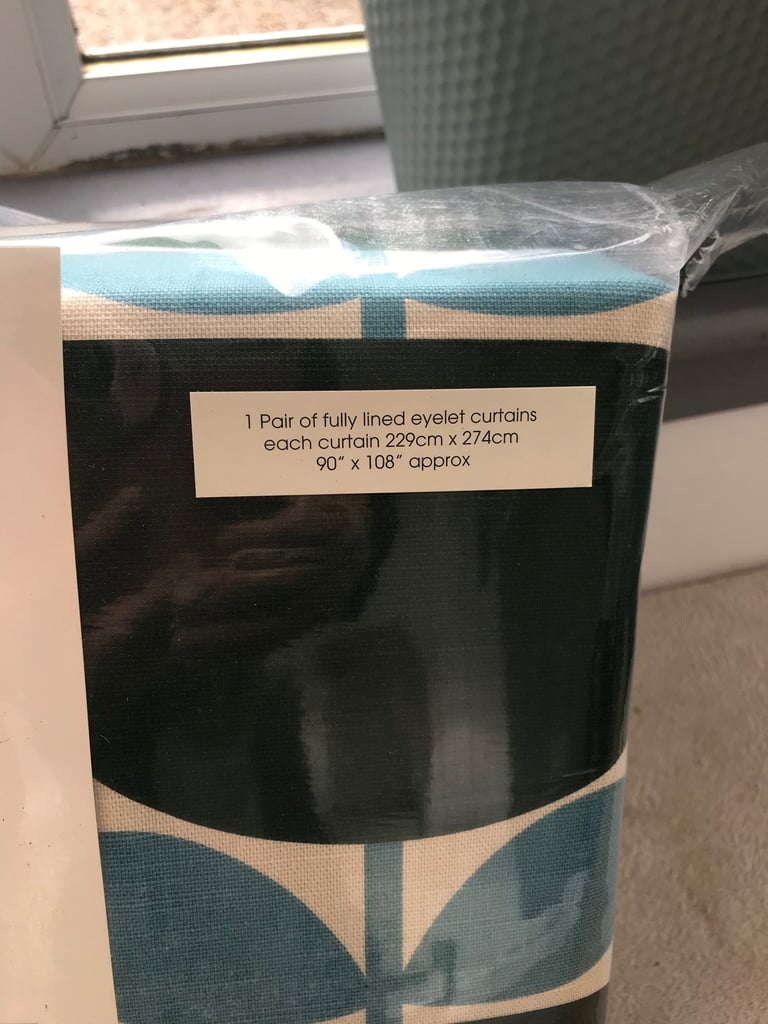 1 Pair of fully lined eyelet curtains
each curtain 229cm x 274cm
90” x 108” approx